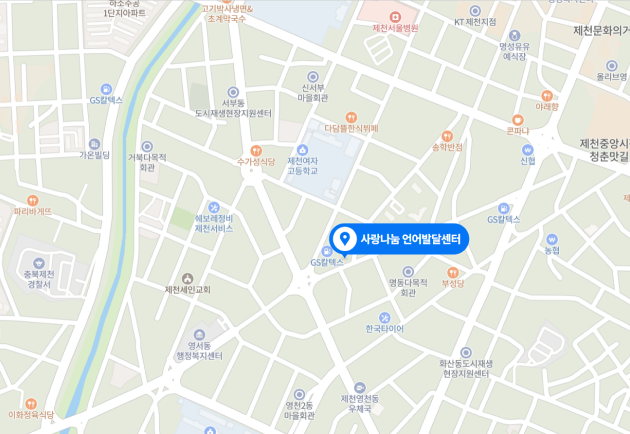 하소주공
1단지아파트
고기박사냉면&
초계막국수
제천서울병원
KT 제천지점
명성유유
예식장
제천문화의거
올리브영
GS칼텍스
서부동
도시재생현장지원센터
신서부
마을회관
다담뜰한식뷔페
아래향
콘파냐
송학반점
신협
제천중앙시
청춘맛길
가온빌딩
거북다목적
회관
수가성식당
제천여자
고등학교
파리바게뜨
쉐보레정비
제천서비스
GS칼텍스
사랑나눔 언어발달센터
농협
GS칼텍스
충북제천
경찰서
제천세인교회
명동다목적
회관
부성당
한국타이어
영서동
행정복지센터
화산동도시재생
현장지원센터
영천2동
마을회관
제천영천동
우체국
이화정육식당